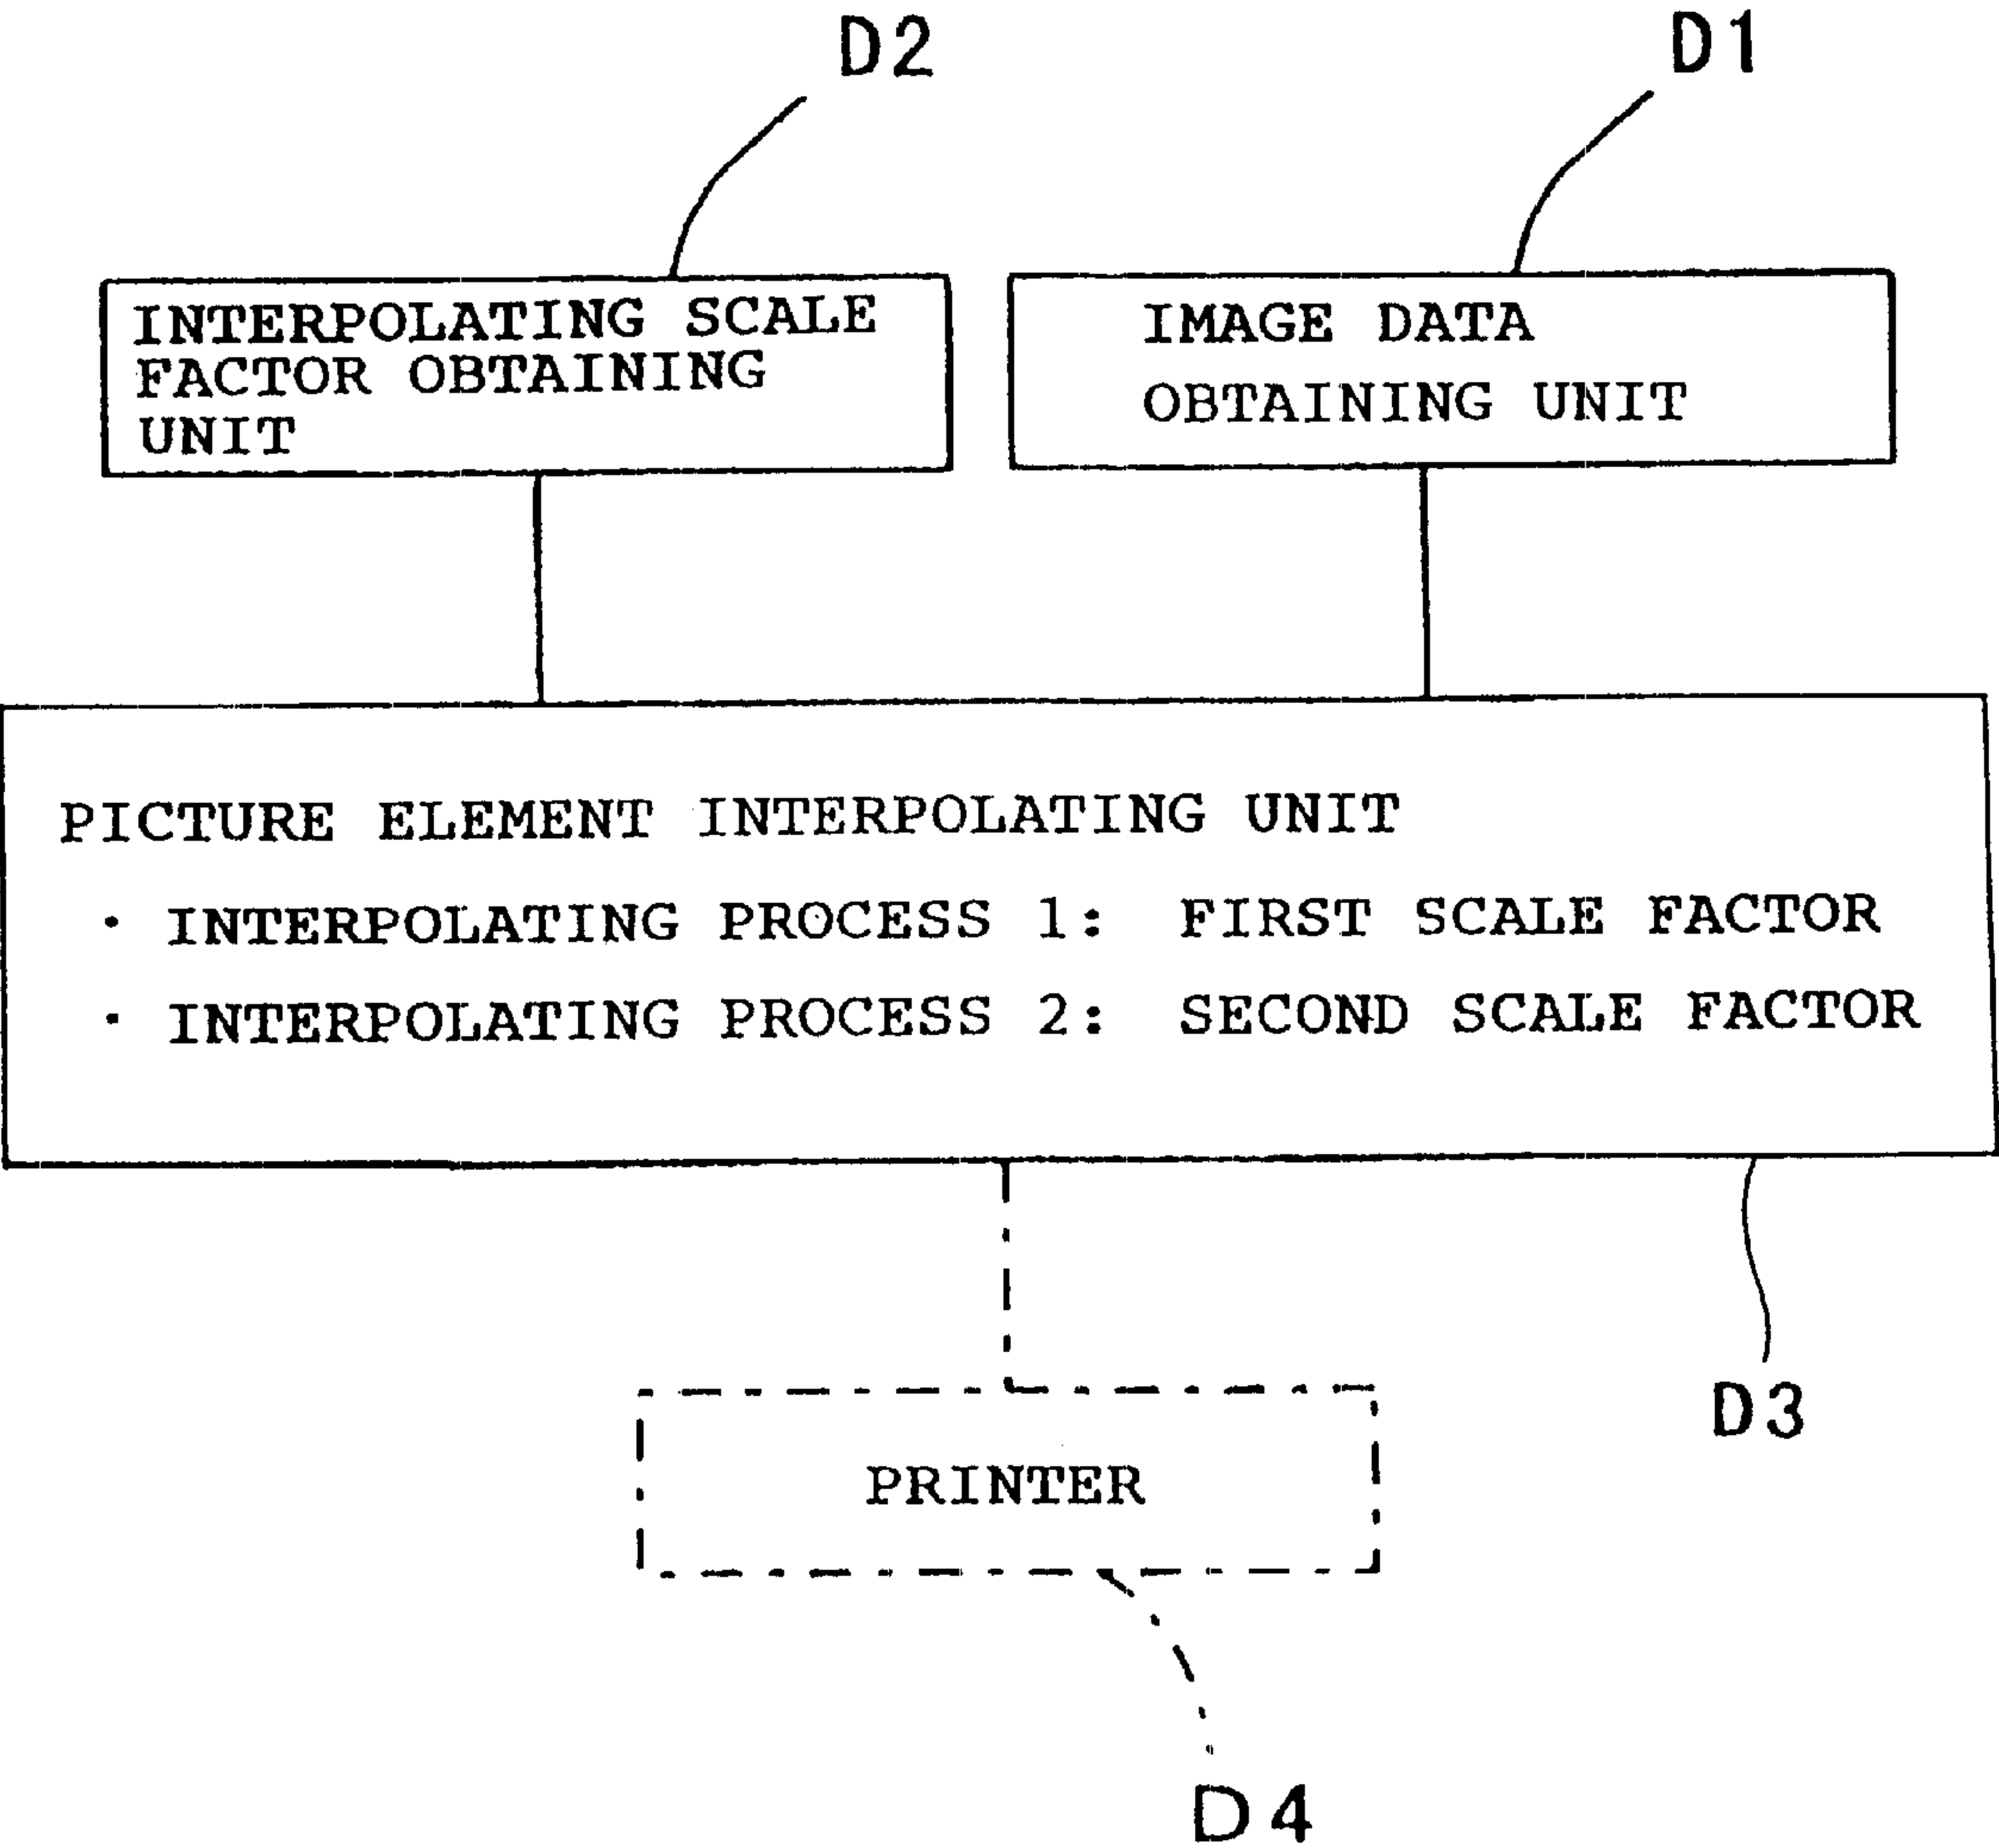 D2
D1
INTERPOLATING SCALE
FACTOR OBTAINING
UNIT
IMAGE DATA
OBTAINING UNIT
PICTURE ELEMENT INTERPOLATING UNIT
· INTERPOLATING PROCESS 1: FIRST SCALE FACTOR
· INTERPOLATING PROCESS 2: SECOND SCALE FACTOR
D3
PRINTER
D4